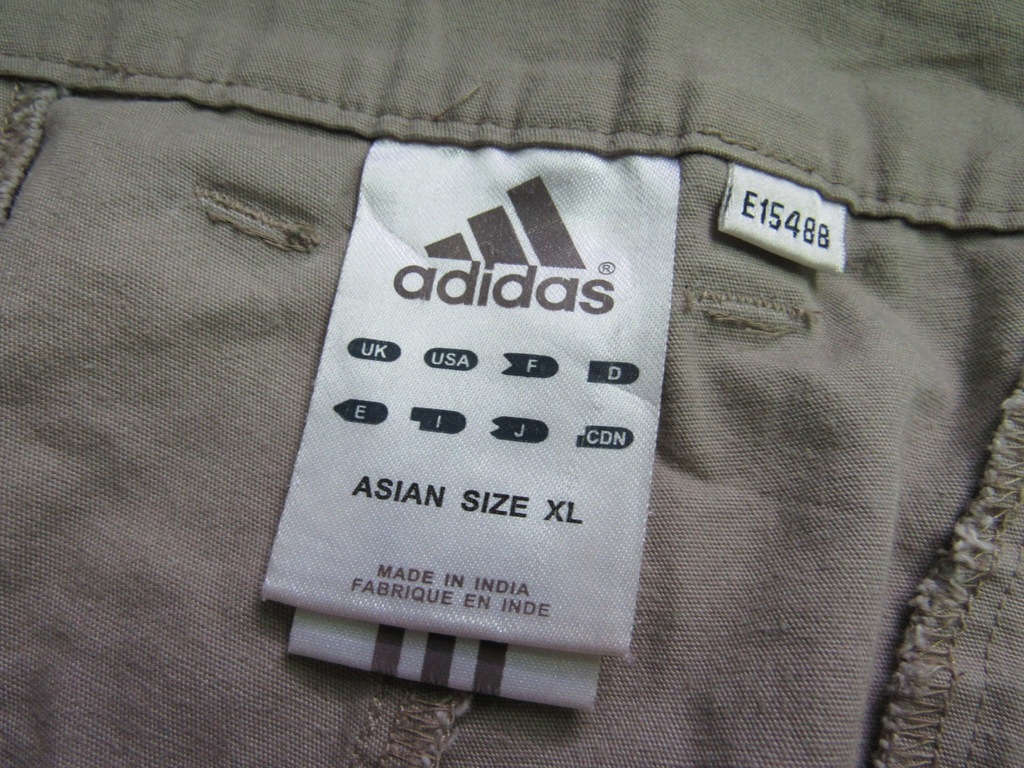 adidas®
E15488
UK USA F D
E I J CDN
ASIAN SIZE XL
MADE IN INDIA
FABRIQUE EN INDE